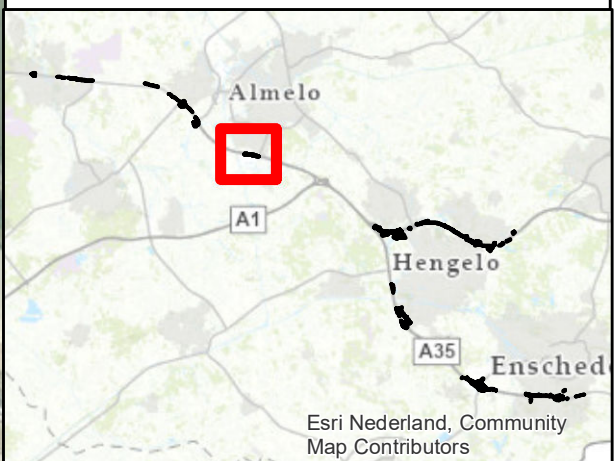 Almelo
A1
Hengelo
A35
Enschede
Esri Nederland, Community
Map Contributors